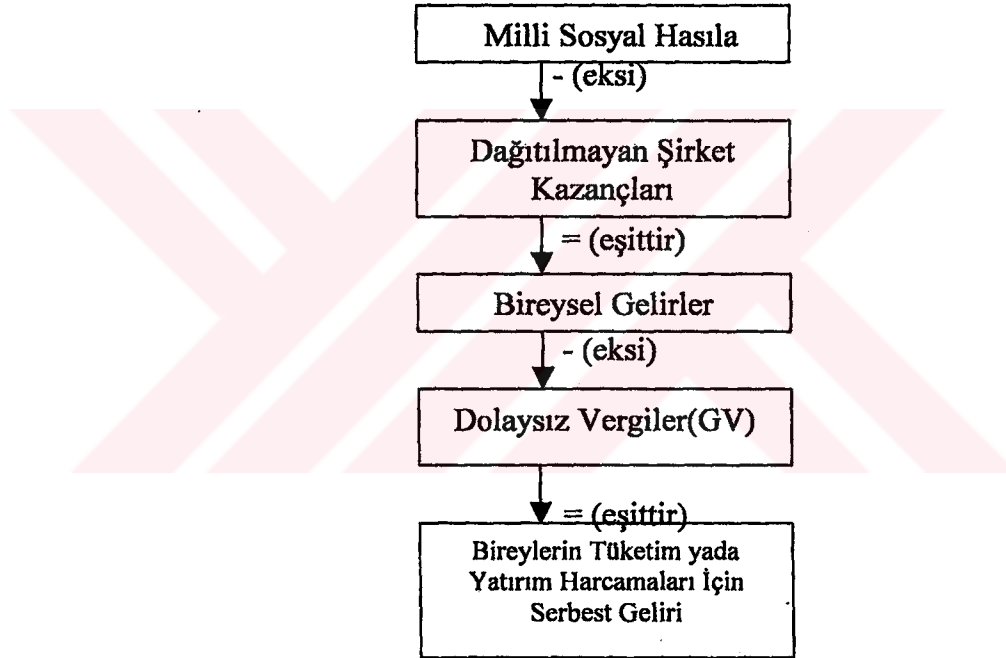 Milli Sosyal Hasıla
- (eksi)
Dağıtılmayan Şirket
Kazançları
= (eşittir)
Bireysel Gelirler
- (eksi)
Dolaysız Vergiler(GV)
= (eşittir)
Bireylerin Tüketim yada
Yatırım Harcamaları İçin
Serbest Geliri